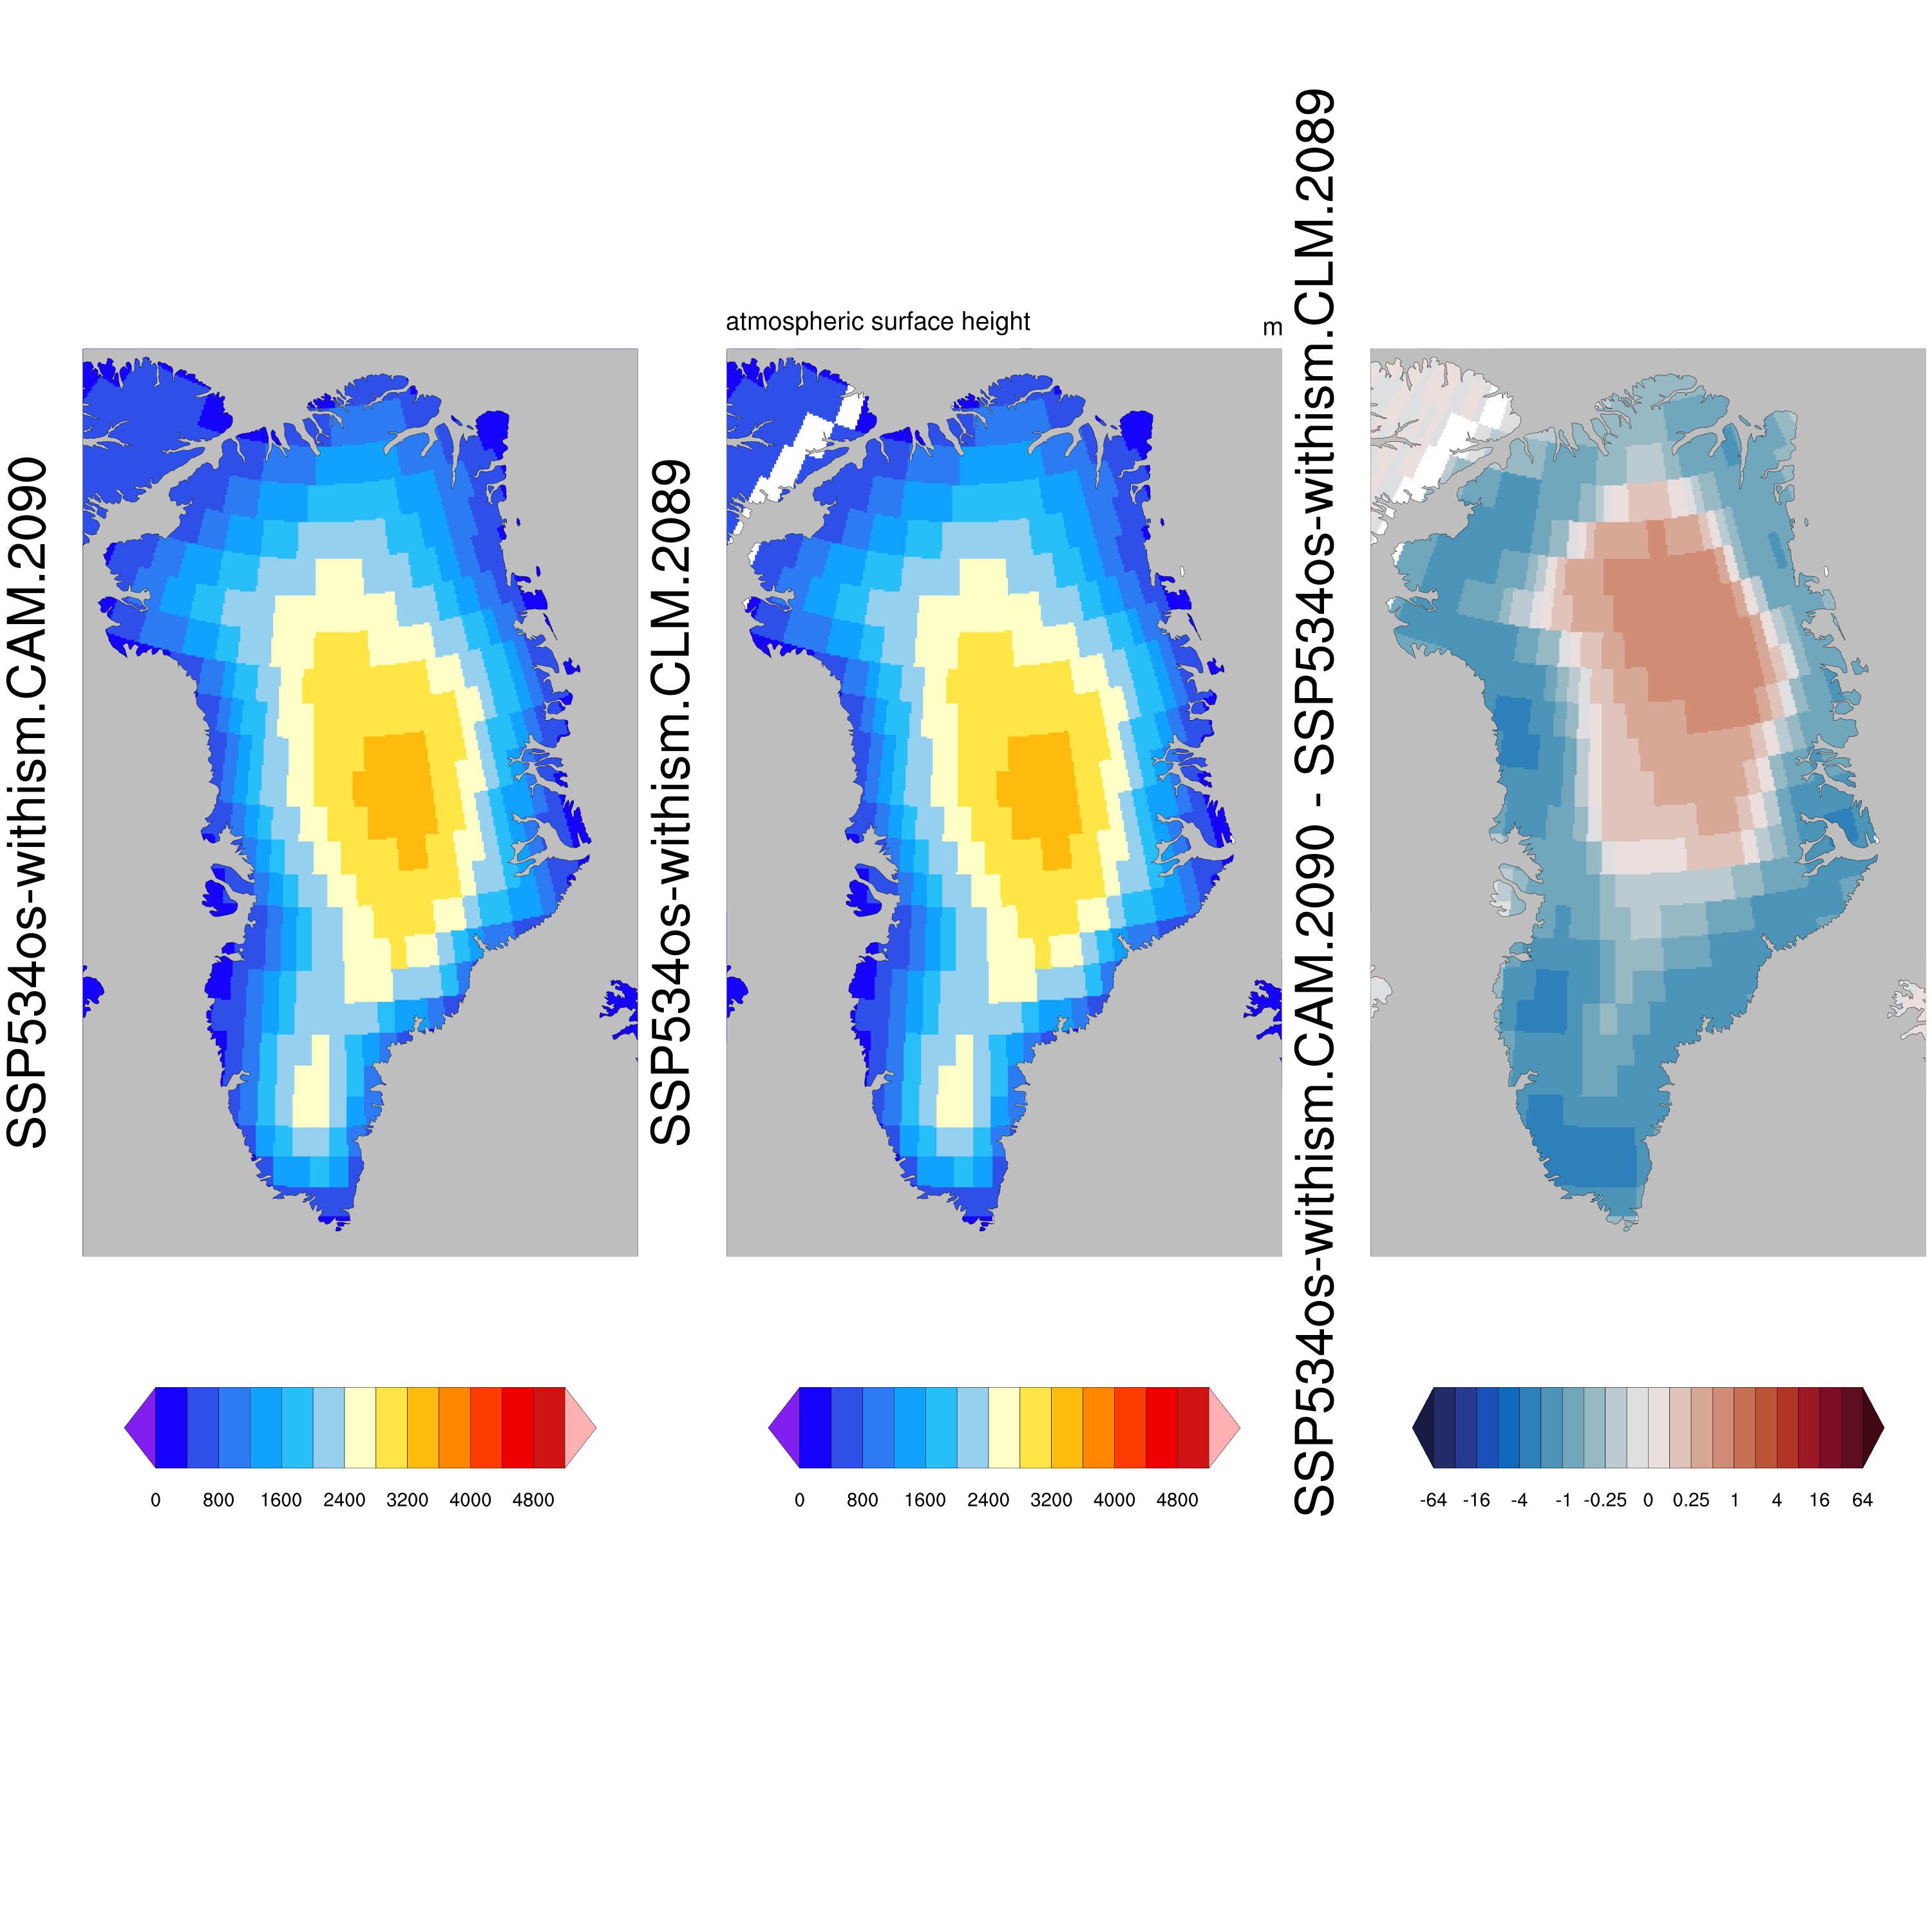 SSP534os-withism.CAM.2090
SSP534os-withism.CLM.2089
atmospheric surface height
m
SSP534os-withism.CAM.2090 - SSP534os-withism.CLM.2089
0 800 1600 2400 3200 4000 4800
0 800 1600 2400 3200 4000 4800
-64 -16 -4 -1 -0.25 0 0.25 1 4 16 64